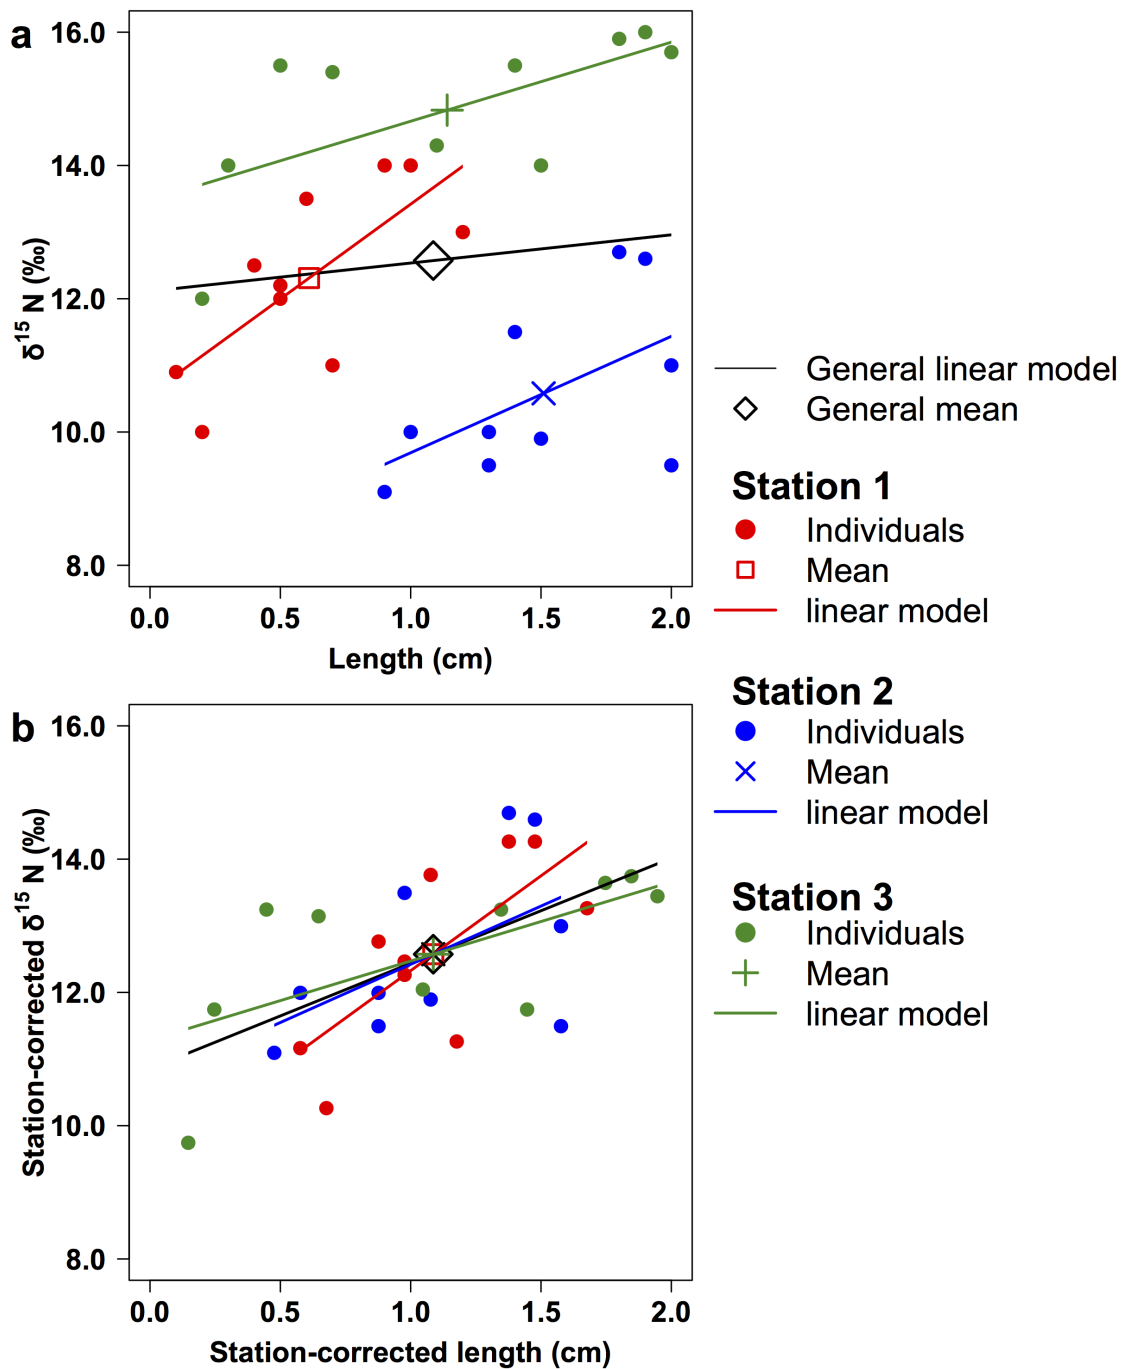 a
16.0
14.0
12.0
10.0
8.0
δ¹⁵ N (‰)
0.0 0.5 1.0 1.5 2.0
Length (cm)
General linear model
General mean
Station 1
Individuals
Mean
linear model
Station 2
Individuals
Mean
linear model
Station 3
Individuals
Mean
linear model
b
16.0
14.0
12.0
10.0
8.0
Station-corrected δ¹⁵ N (‰)
0.0 0.5 1.0 1.5 2.0
Station-corrected length (cm)